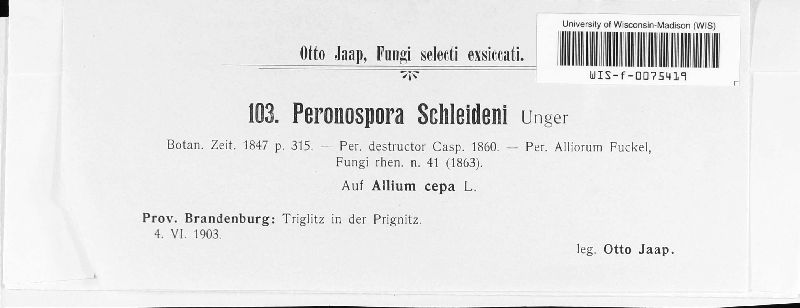 University of Wisconsin-Madison (WIS)
WIS-f-0075419
Otto Jaap, Fungi selecti exsiccati.
103. Peronospora Schleideni Unger
Botan. Zeit. 1847 p. 315. — Per. destructor Casp. 1860. — Per. Alliorum Fuckel,
Fungi rhen. n. 41 (1863).
Auf Allium cepa L.
Prov. Brandenburg: Triglitz in der Prignitz.
4. VI. 1903.
leg. Otto Jaap.